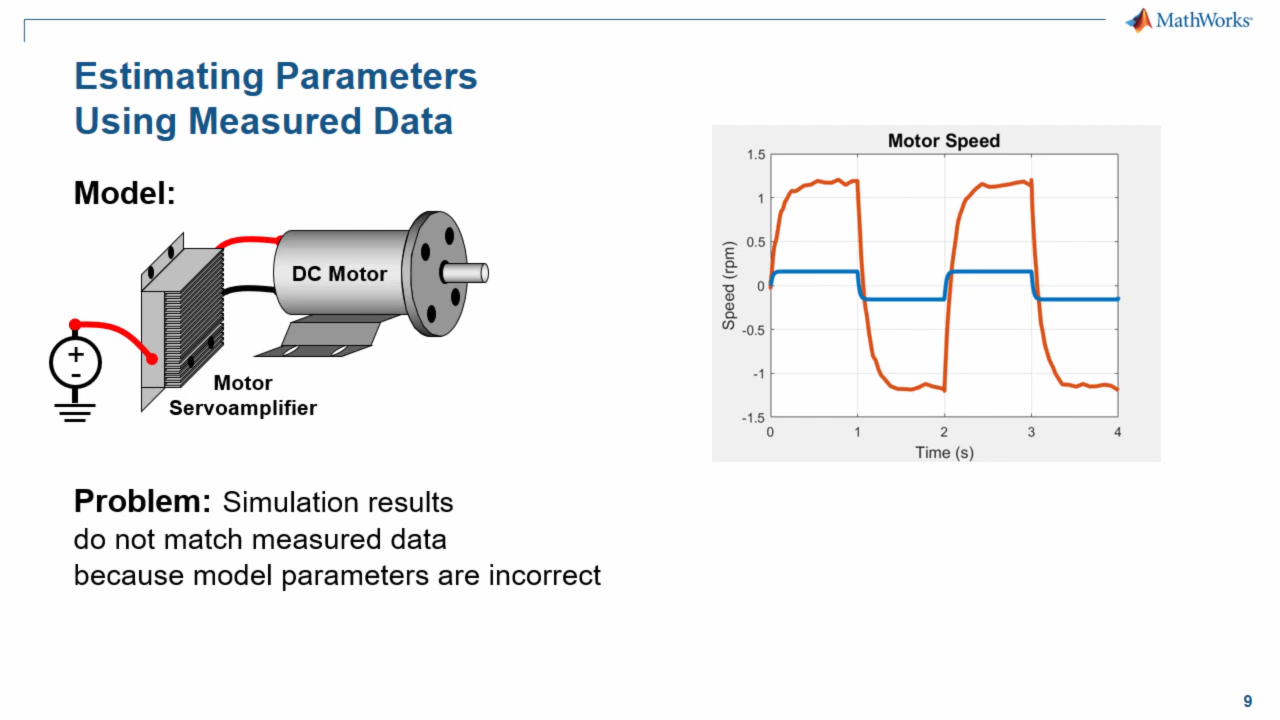 MathWorks
Estimating Parameters
Using Measured Data
Model:
DC Motor
+
-
Motor
Servoamplifier
Problem: Simulation results
do not match measured data
because model parameters are incorrect
Motor Speed
Speed (rpm)
1.5
1
0.5
0
-0.5
-1
-1.5
0 1 2 3 4
Time (s)
9